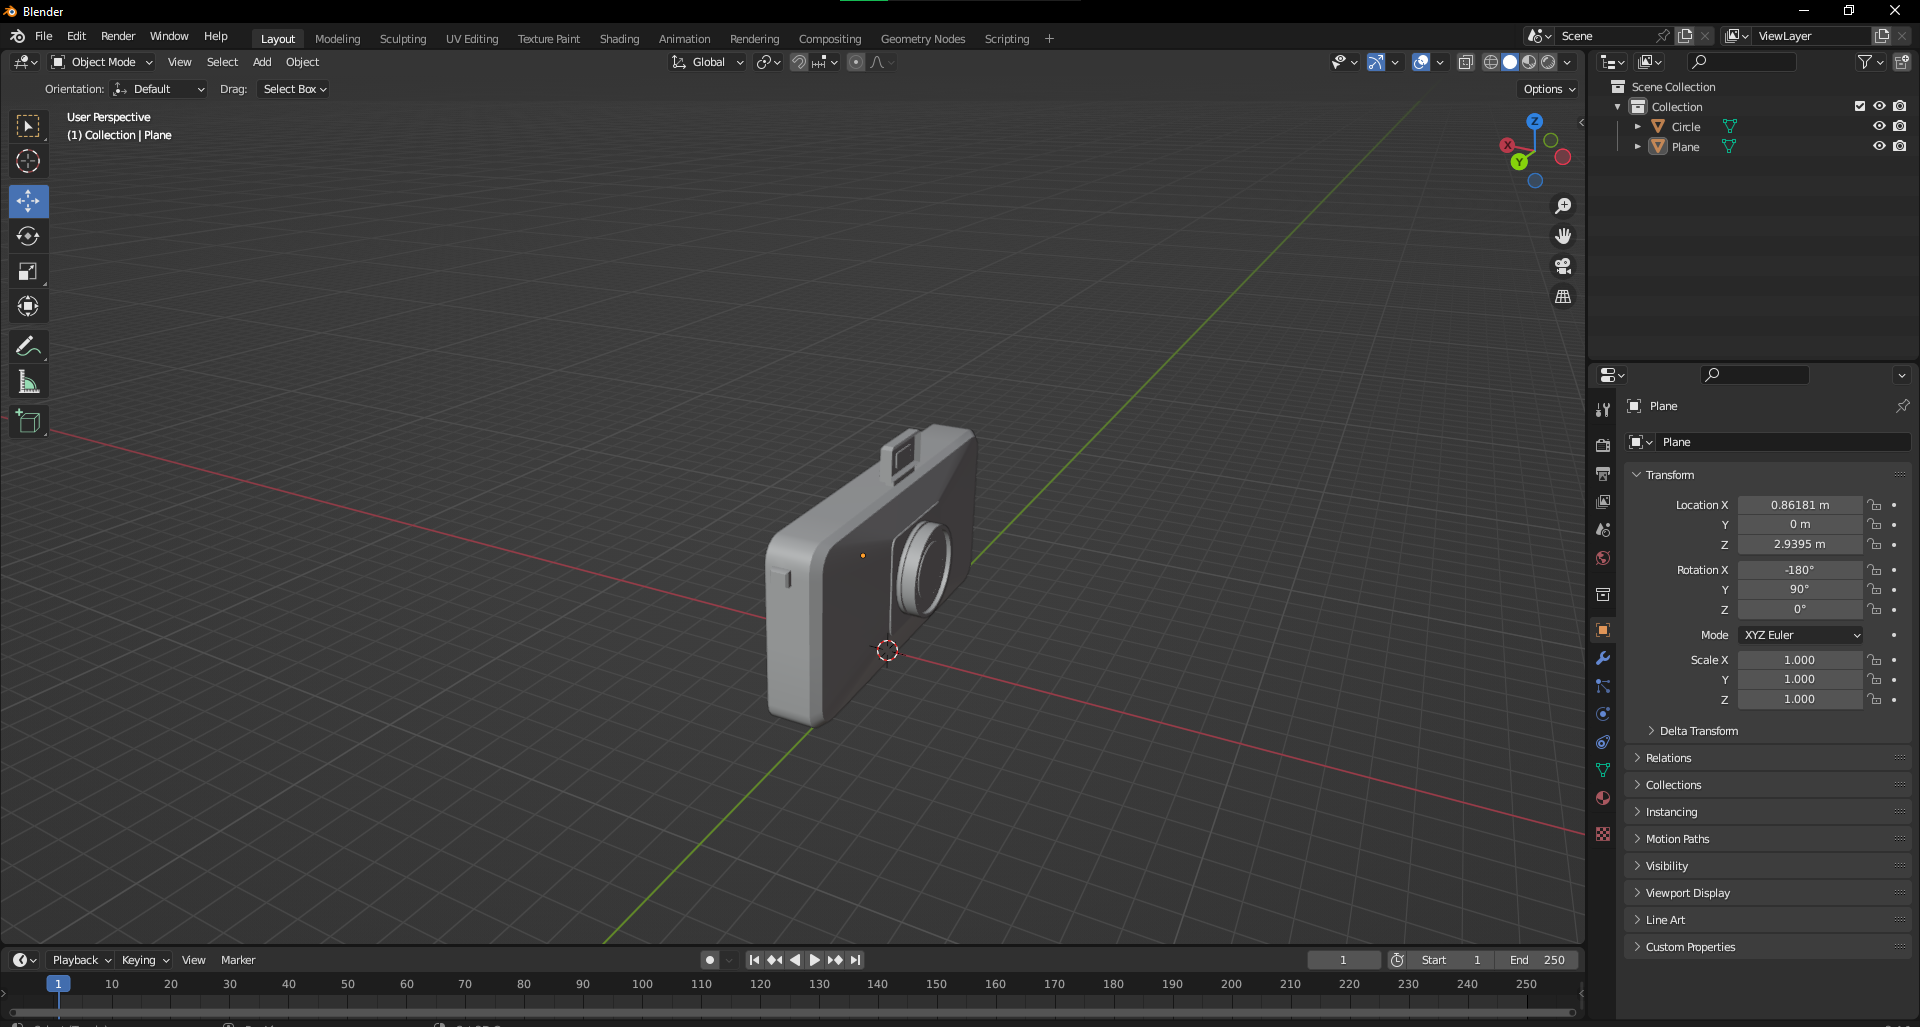 Blender
File Edit Render Window Help Layout Modeling Sculpting UV Editing Texture Paint Shading Animation Rendering Compositing Geometry Nodes Scripting + Scene ViewLayer
Object Mode View Select Add Object Global
Orientation: Default Drag: Select Box Options
User Perspective
(1) Collection | Plane
Z
X
Y
Scene Collection
Collection
Circle
Plane
Plane
Plane
Transform
Location X 0.86181 m
Y 0 m
Z 2.9395 m
Rotation X -180°
Y 90°
Z 0°
Mode XYZ Euler
Scale X 1.000
Y 1.000
Z 1.000
Delta Transform
Relations
Collections
Instancing
Motion Paths
Visibility
Viewport Display
Line Art
Custom Properties
Playback Keying View Marker 1 Start 1 End 250
1 10 20 30 40 50 60 70 80 90 100 110 120 130 140 150 160 170 180 190 200 210 220 230 240 250